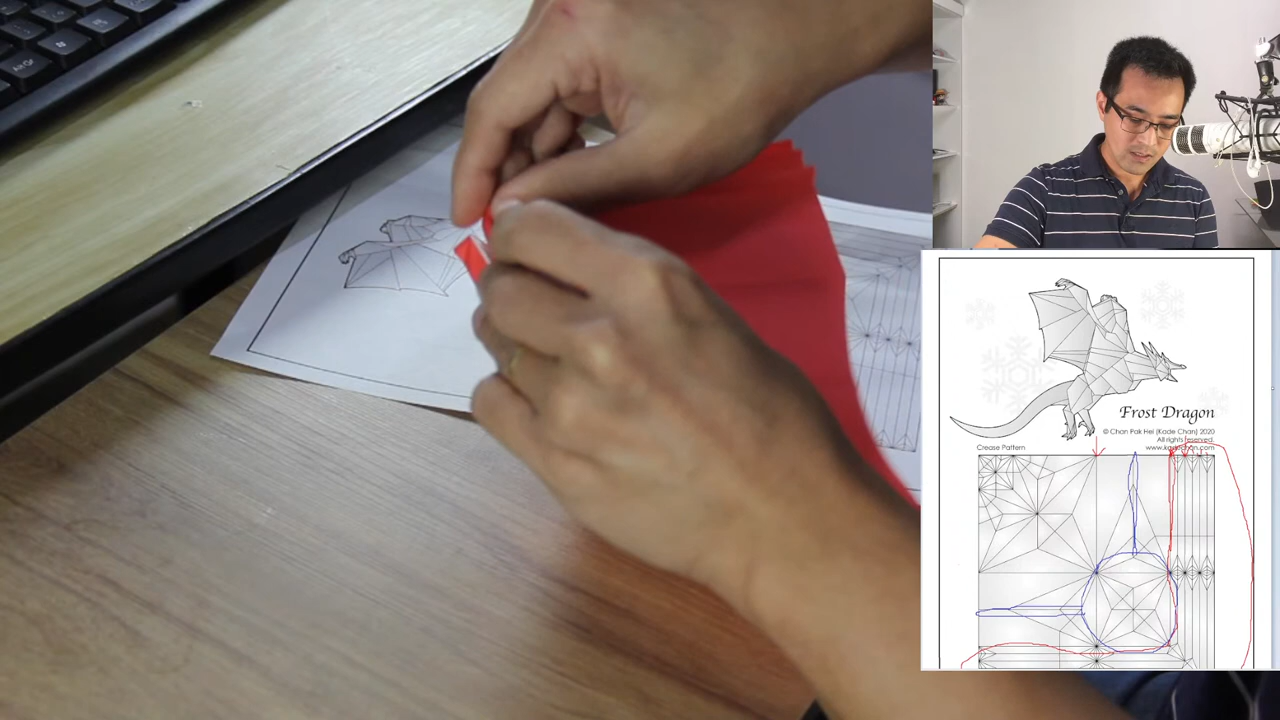 Frost Dragon
© Chan Pak Hei (Kade Chan) 2020
All rights reserved.
Crease Pattern